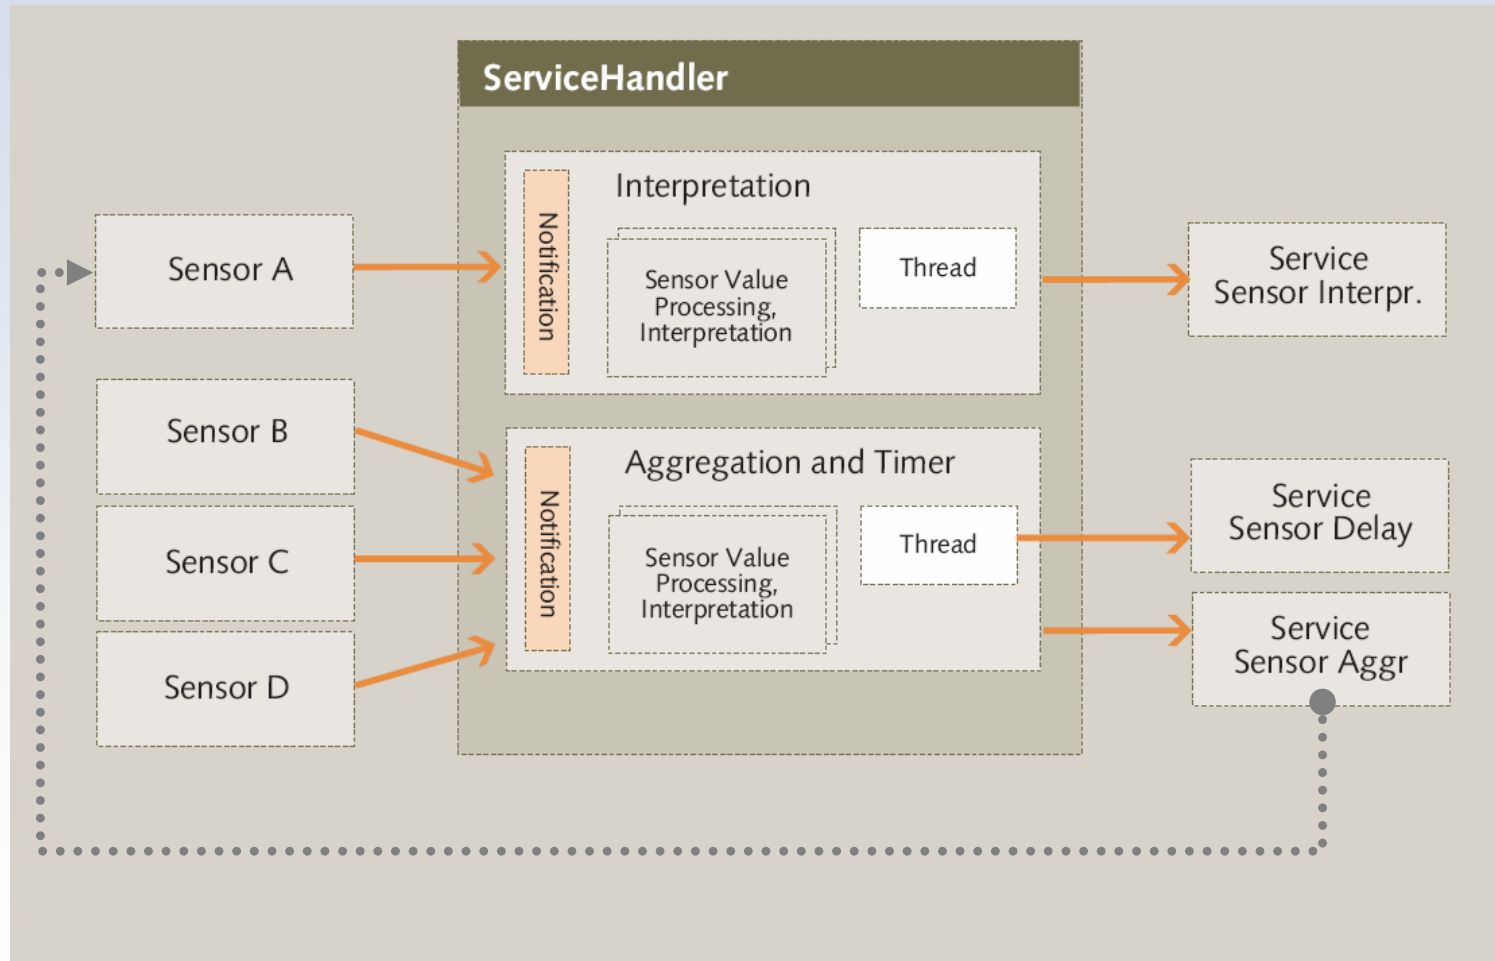 ServiceHandler
Interpretation
Notification
Sensor Value
Processing,
Interpretation
Thread
Sensor A
Service
Sensor Interpr.
Sensor B
Aggregation and Timer
Notification
Sensor Value
Processing,
Interpretation
Thread
Sensor C
Service
Sensor Delay
Sensor D
Service
Sensor Aggr